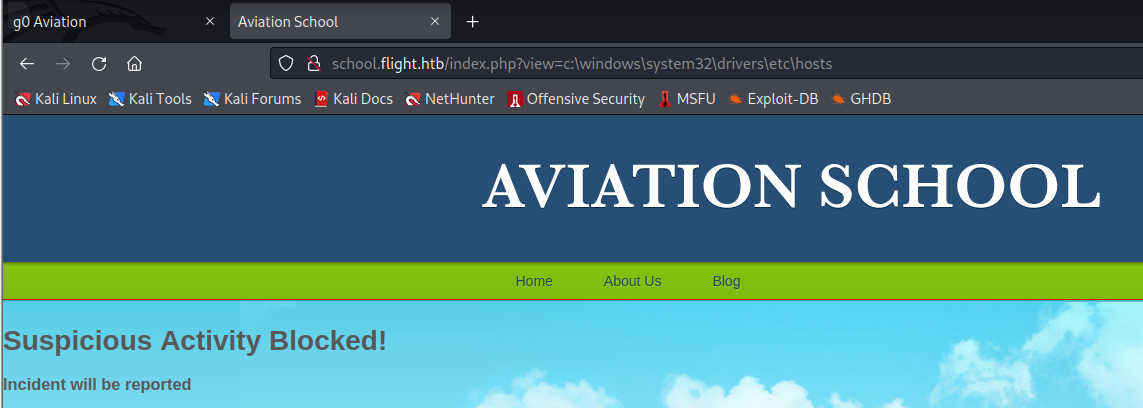 g0 Aviation Aviation School
school.flight.htb/index.php?view=c:\windows\system32\drivers\etc\hosts
Kali Linux Kali Tools Kali Forums Kali Docs NetHunter Offensive Security MSFU Exploit-DB GHDB
AVIATION SCHOOL
Home About Us Blog
Suspicious Activity Blocked!
Incident will be reported